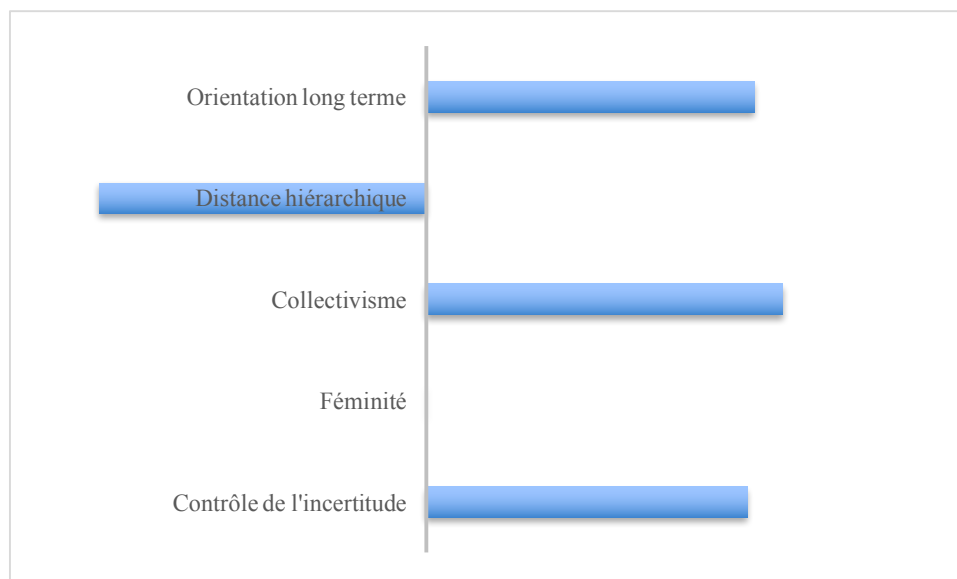 Orientation long terme
Distance hiérarchique
Collectivisme
Féminité
Contrôle de l'incertitude